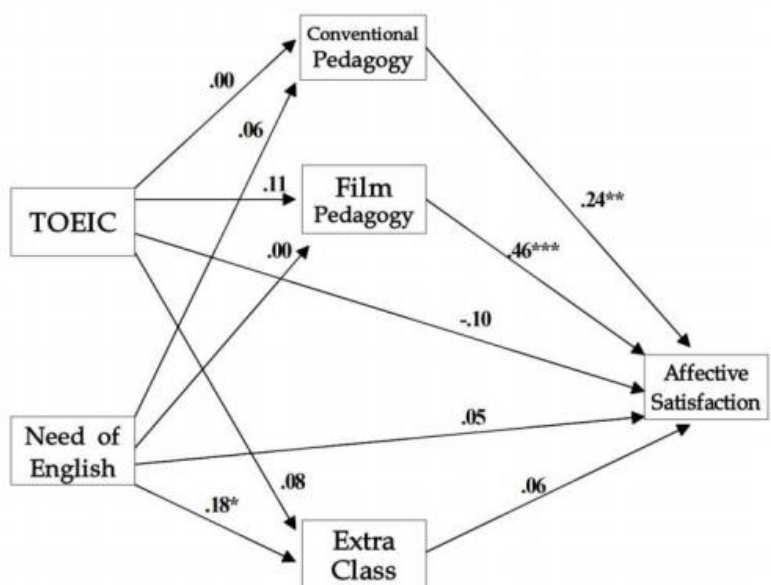 Conventional
Pedagogy
.00
.06
.11
Film
Pedagogy
.24**
TOEIC
.00
.46***
-.10
Affective
Satisfaction
Need of
English
.05
.18*
.08
.06
Extra
Class